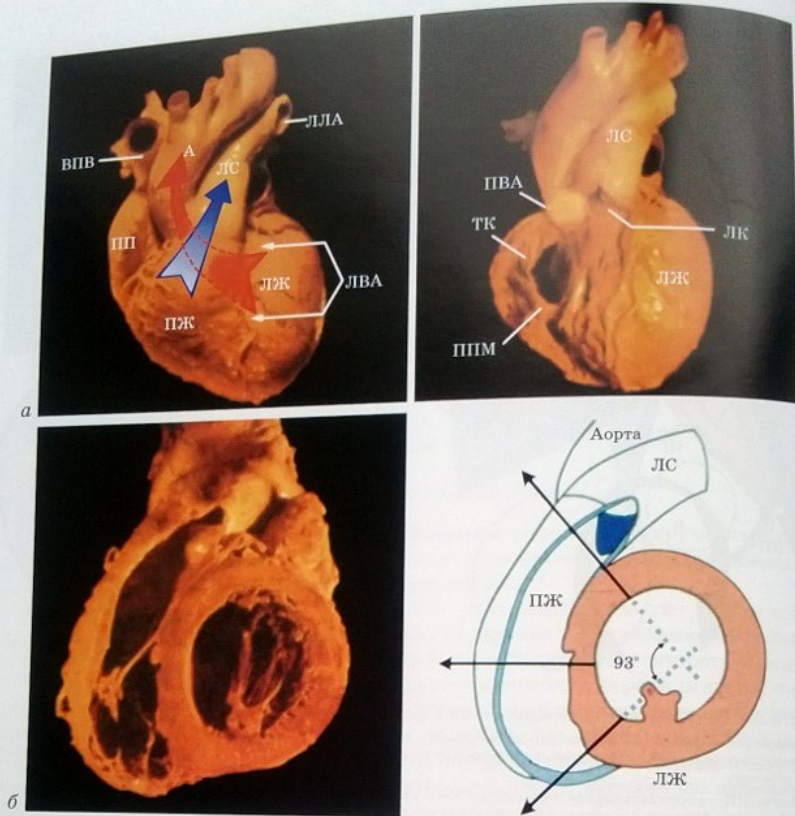 ВПВ
А
ЛС
ЛЛА
ПП
ЛЖ
ЛВА
ПЖ
а
ЛС
ПВА
ТК
ЛК
ЛЖ
ППМ
б
Аорта
ЛС
ПЖ
93°
ЛЖ